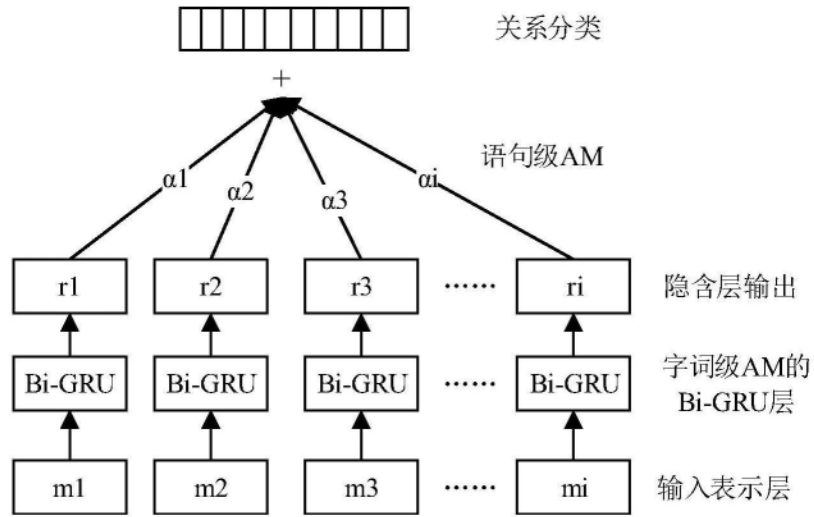 关系分类
+
语句级AM
α1 α2 α3 αi
r1 r2 r3 …… ri 隐含层输出
Bi-GRU Bi-GRU Bi-GRU …… Bi-GRU 字词级AM的
Bi-GRU层
m1 m2 m3 …… mi 输入表示层